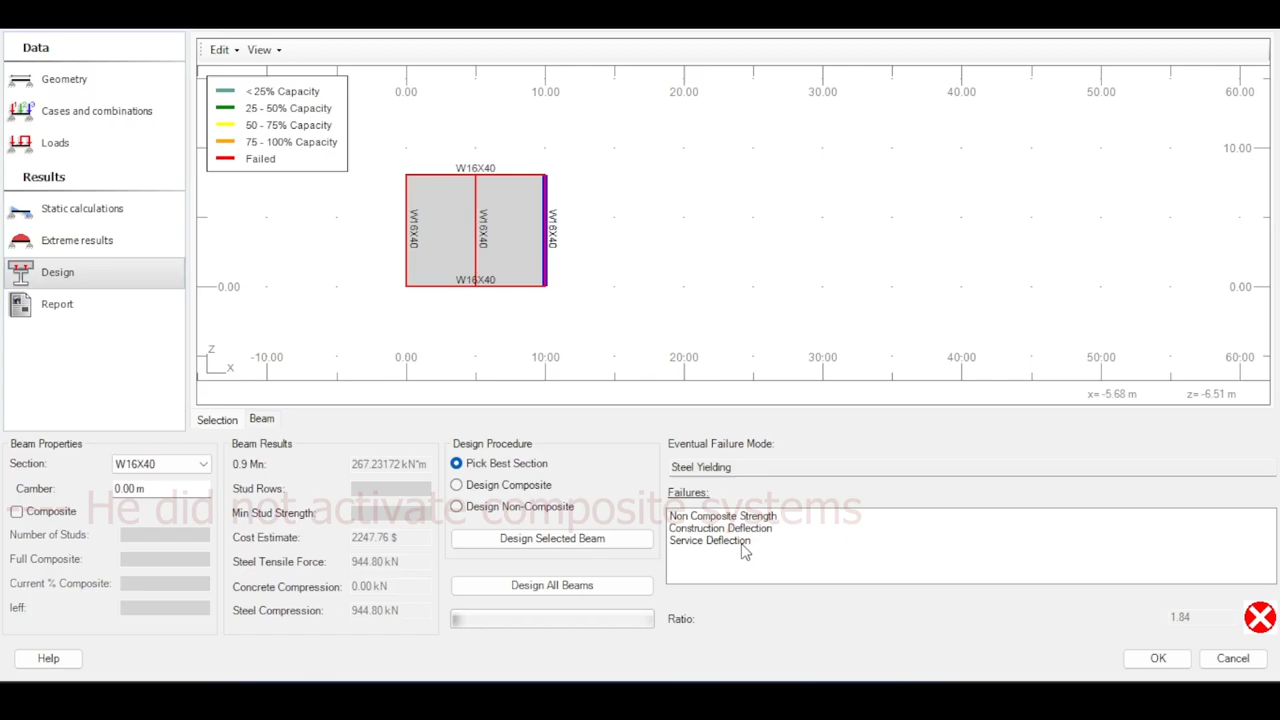 Data
Geometry
Cases and combinations
Loads
Results
Static calculations
Extreme results
Design
Report
Edit View
< 25% Capacity
25 - 50% Capacity
50 - 75% Capacity
75 - 100% Capacity
Failed
0.00 10.00 20.00 30.00 40.00 50.00 60.00
10.00
W16X40
W16X40 W16X40 W16X40
W16X40
0.00 0.00
Z
X
-10.00 0.00 10.00 20.00 30.00 40.00 50.00 60.00
x= -5.68 m z= -6.51 m
Selection Beam
Beam Properties
Section: W16X40
Camber: 0.00 m
Composite
Number of Studs:
Full Composite:
Current % Composite:
Ieff:
Beam Results
0.9 Mn: 267.23172 kN*m
Stud Rows:
Min Stud Strength:
Cost Estimate: 2247.76 $
Steel Tensile Force: 944.80 kN
Concrete Compression: 0.00 kN
Steel Compression: 944.80 kN
Design Procedure
Pick Best Section
Design Composite
Design Non-Composite
Design Selected Beam
Design All Beams
Eventual Failure Mode:
Steel Yielding
Failures:
Non Composite Strength
Construction Deflection
Service Deflection
Ratio: 1.84
He did not activate composite systems
Help OK Cancel